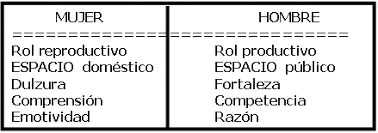 MUJER HOMBRE
================================
Rol reproductivo Rol productivo
ESPACIO doméstico ESPACIO público
Dulzura Fortaleza
Comprensión Competencia
Emotividad Razón